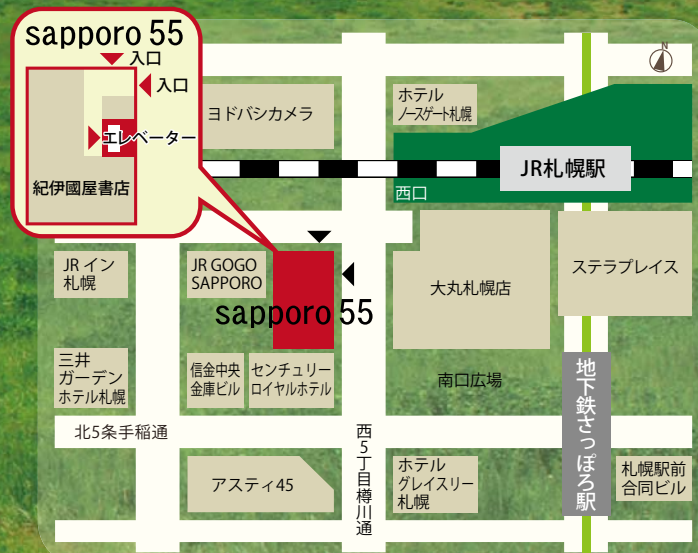 sapporo 55
入口
入口
エレベーター
紀伊國屋書店
N
ヨドバシカメラ
ホテル
ノースゲート札幌
JR札幌駅
西口
JR イン
札幌
JR GOGO
SAPPORO
sapporo 55
大丸札幌店
ステラプレイス
三井
ガーデン
ホテル札幌
信金中央
金庫ビル
センチュリー
ロイヤルホテル
南口広場
地下鉄さっぽろ駅
北5条手稲通
西5丁目樽川通
アスティ45
ホテル
グレイスリー
札幌
札幌駅前
合同ビル